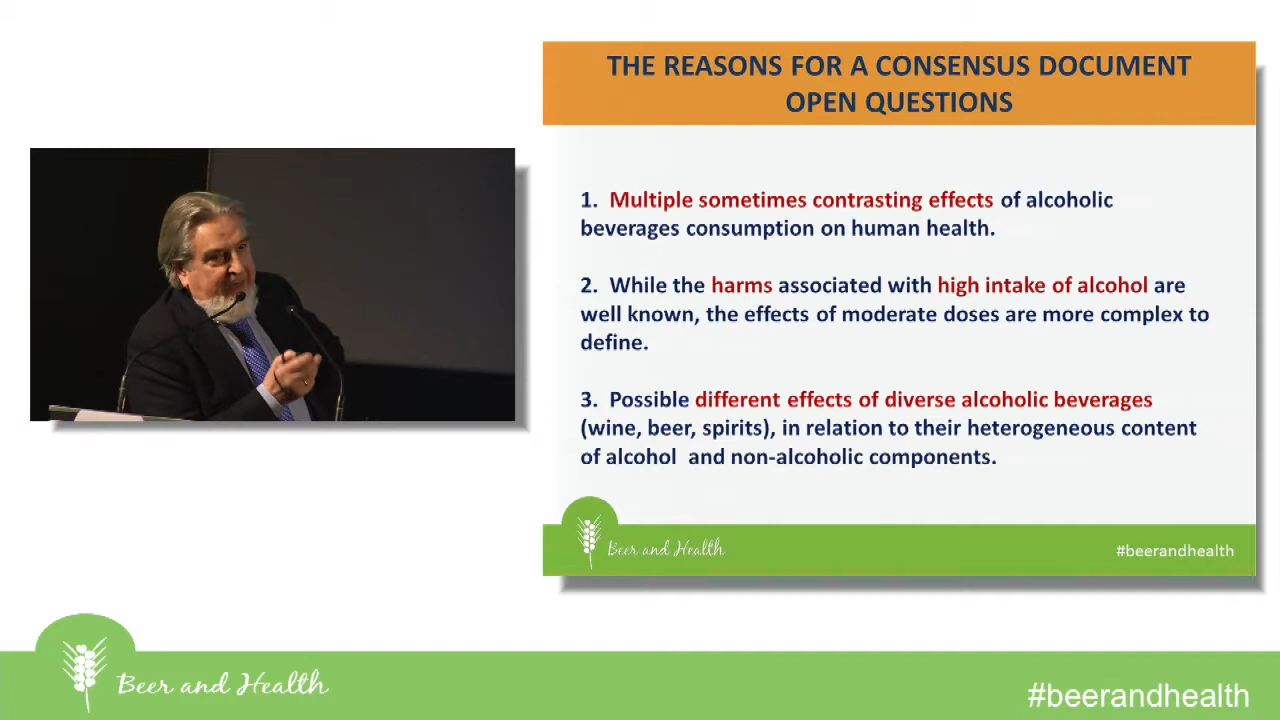 THE REASONS FOR A CONSENSUS DOCUMENT
OPEN QUESTIONS
1. Multiple sometimes contrasting effects of alcoholic
beverages consumption on human health.
2. While the harms associated with high intake of alcohol are
well known, the effects of moderate doses are more complex to
define.
3. Possible different effects of diverse alcoholic beverages
(wine, beer, spirits), in relation to their heterogeneous content
of alcohol and non-alcoholic components.
Beer and Health
#beerandhealth
Beer and Health
#beerandhealth